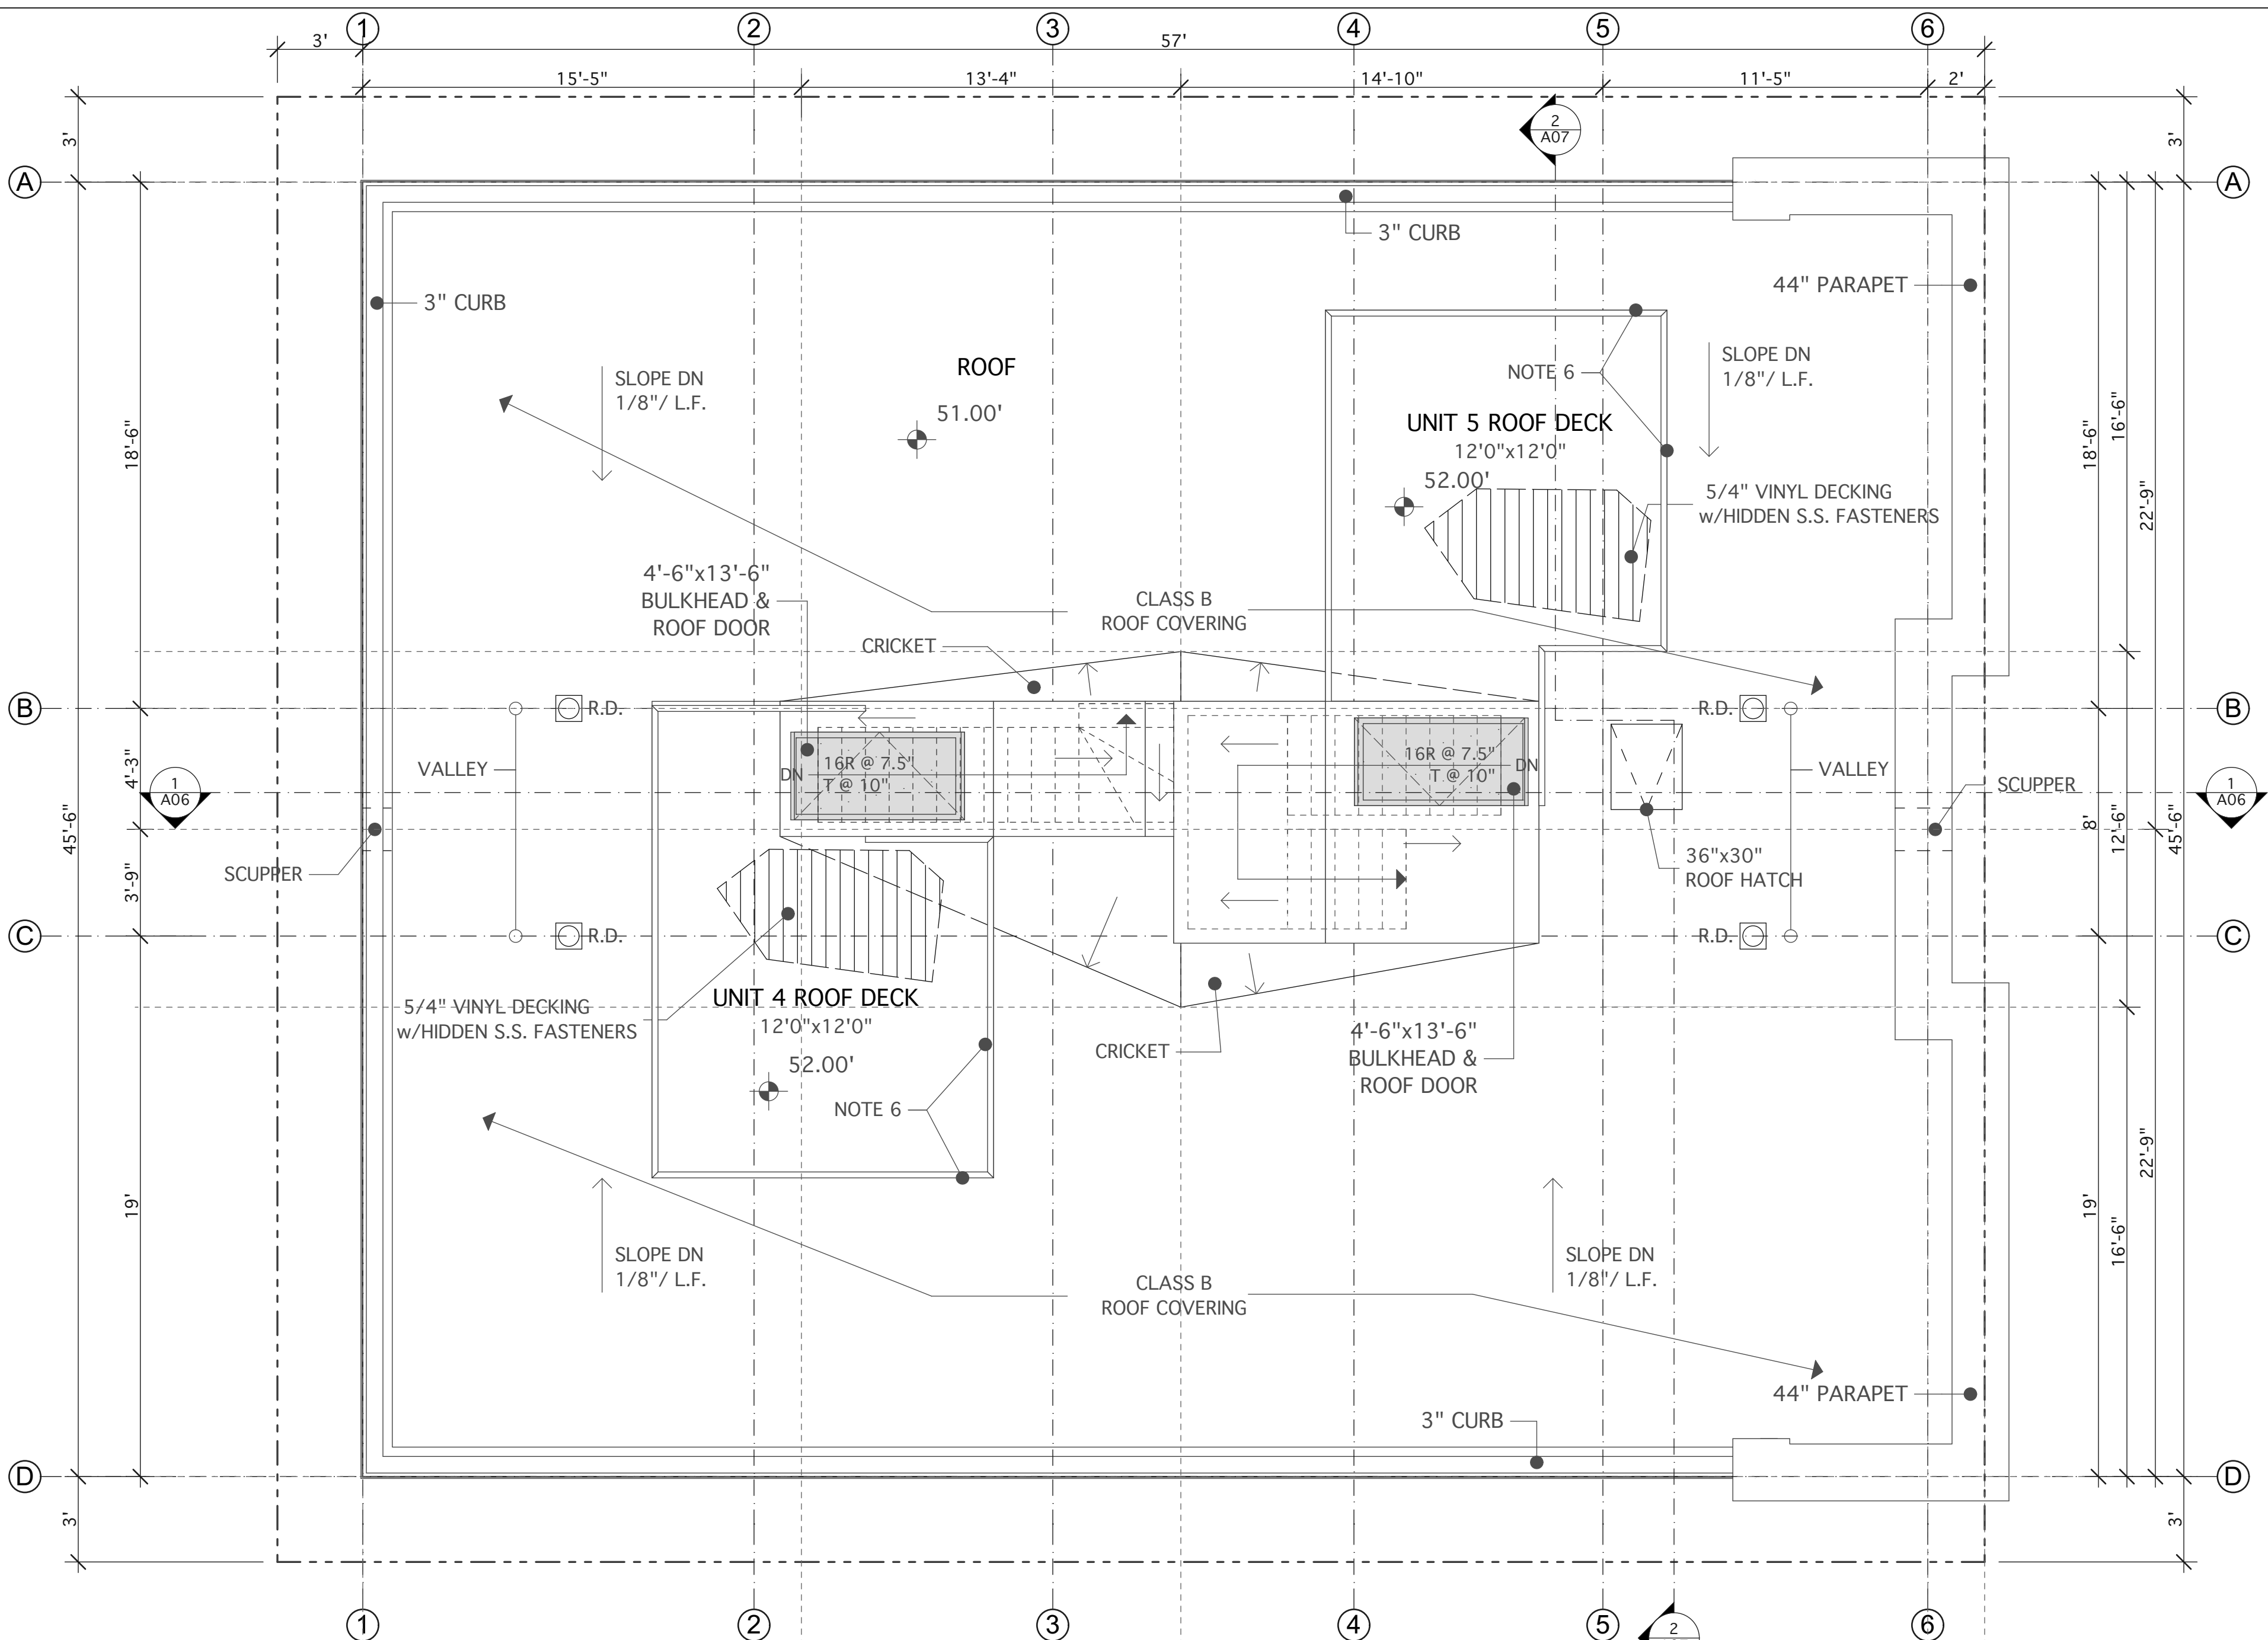 1
2
3
4
5
6
3'
57'
15'-5"
13'-4"
14'-10"
11'-5"
2'
3'
3'
2
A07
A
A
3" CURB
44" PARAPET
3" CURB
SLOPE DN
1/8"/ L.F.
ROOF
51.00'
NOTE 6
SLOPE DN
1/8"/ L.F.
UNIT 5 ROOF DECK
12'0"x12'0"
52.00'
18'-6"
18'-6"
16'-6"
22'-9"
5/4" VINYL DECKING
w/HIDDEN S.S. FASTENERS
4'-6"x13'-6"
BULKHEAD &
ROOF DOOR
CLASS B
ROOF COVERING
CRICKET
B
R.D.
R.D.
B
VALLEY
DN
16R @ 7.5"
T @ 10"
16R @ 7.5"
T @ 10"
DN
VALLEY
SCUPPER
4'-3"
1
A06
1
A06
45'-6"
8'
12'-6"
45'-6"
SCUPPER
3'-9"
36"x30"
ROOF HATCH
C
R.D.
R.D.
C
5/4" VINYL DECKING
w/HIDDEN S.S. FASTENERS
UNIT 4 ROOF DECK
12'0"x12'0"
52.00'
CRICKET
4'-6"x13'-6"
BULKHEAD &
ROOF DOOR
NOTE 6
19'
19'
16'-6"
22'-9"
SLOPE DN
1/8"/ L.F.
CLASS B
ROOF COVERING
SLOPE DN
1/8"/ L.F.
44" PARAPET
3" CURB
D
D
3'
3'
1
2
3
4
5
2
6